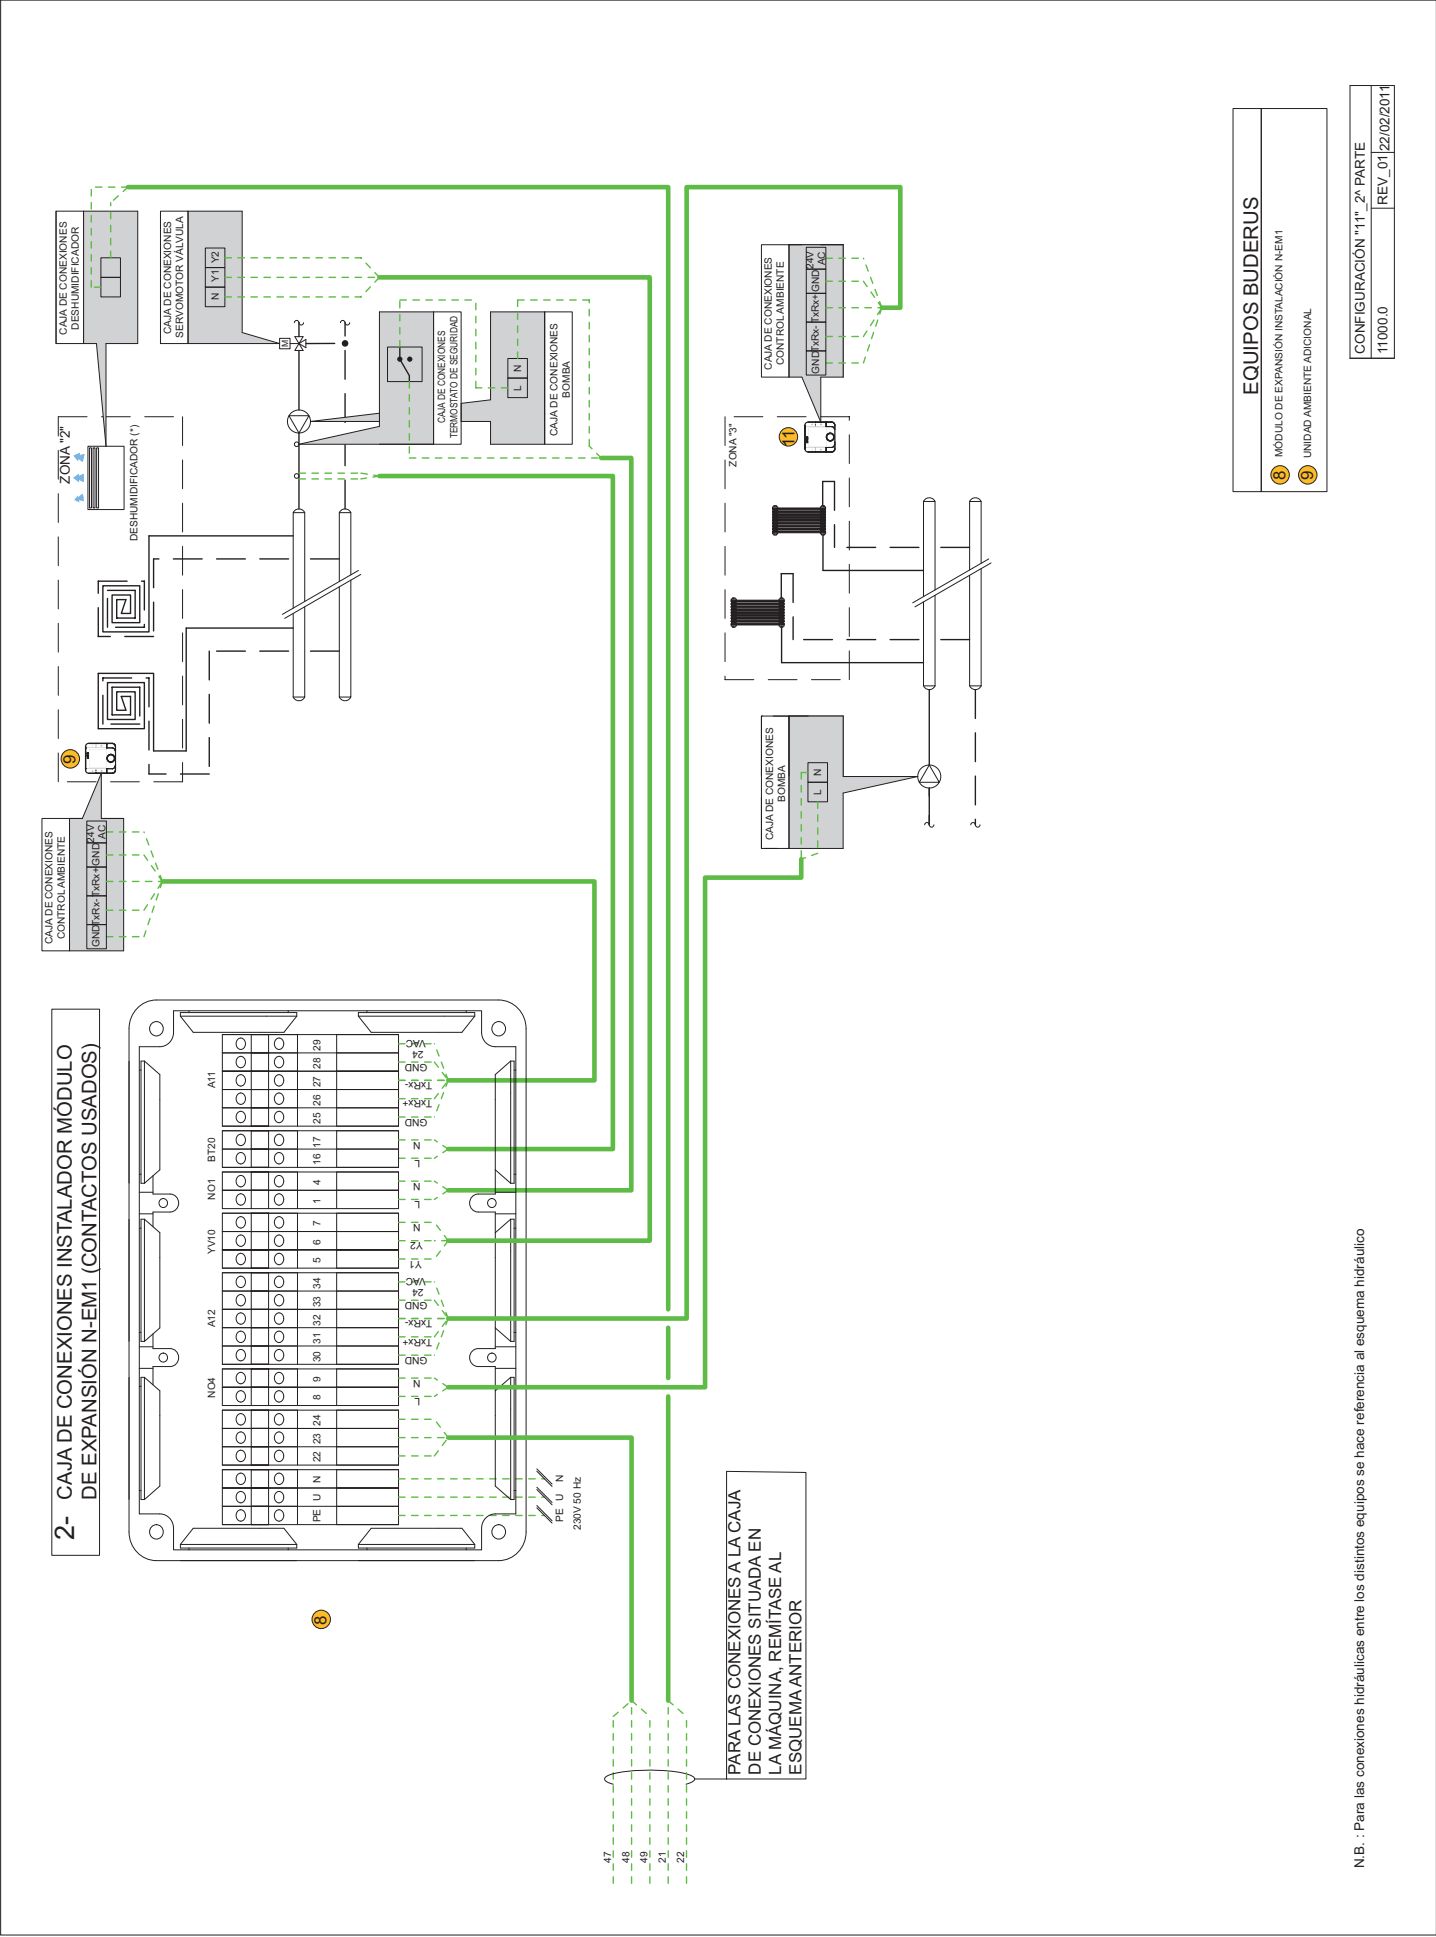 2- CAJA DE CONEXIONES INSTALADOR MÓDULO
DE EXPANSIÓN N-EM1 (CONTACTOS USADOS)
8
PE U N 22 23 24 8 9 30 31 32 33 34 5 6 7 1 4 16 17 25 26 27 28 29
NO4
A12
YV10
NO1
BT20
A11
L N
GND TxRx+ TxRx- GND 24 VAC
Y1 Y2 N
L N
L N
GND TxRx+ TxRx- GND 24 VAC
PE U N
230V 50 Hz
CAJA DE CONEXIONES
CONTROL AMBIENTE
GND TxRx- TxRx+ GND 24V AC
9
ZONA "2"
DESHUMIDIFICADOR (*)
CAJA DE CONEXIONES
DESHUMIDIFICADOR
CAJA DE CONEXIONES
SERVOMOTOR VÁLVULA
N Y1 Y2
M
CAJA DE CONEXIONES
TERMOSTATO DE SEGURIDAD
CAJA DE CONEXIONES
BOMBA
L N
CAJA DE CONEXIONES
BOMBA
L N
ZONA "3"
11
CAJA DE CONEXIONES
CONTROL AMBIENTE
GND TxRx- TxRx+ GND 24V AC
47
48
49
21
22
PARA LAS CONEXIONES A LA CAJA
DE CONEXIONES SITUADA EN
LA MÁQUINA, REMÍTASE AL
ESQUEMA ANTERIOR
EQUIPOS BUDERUS
8 MÓDULO DE EXPANSIÓN INSTALACIÓN N-EM1
9 UNIDAD AMBIENTE ADICIONAL
CONFIGURACIÓN "11"_2^ PARTE
11000.0 REV_01 22/02/2011
N.B. : Para las conexiones hidráulicas entre los distintos equipos se hace referencia al esquema hidráulico